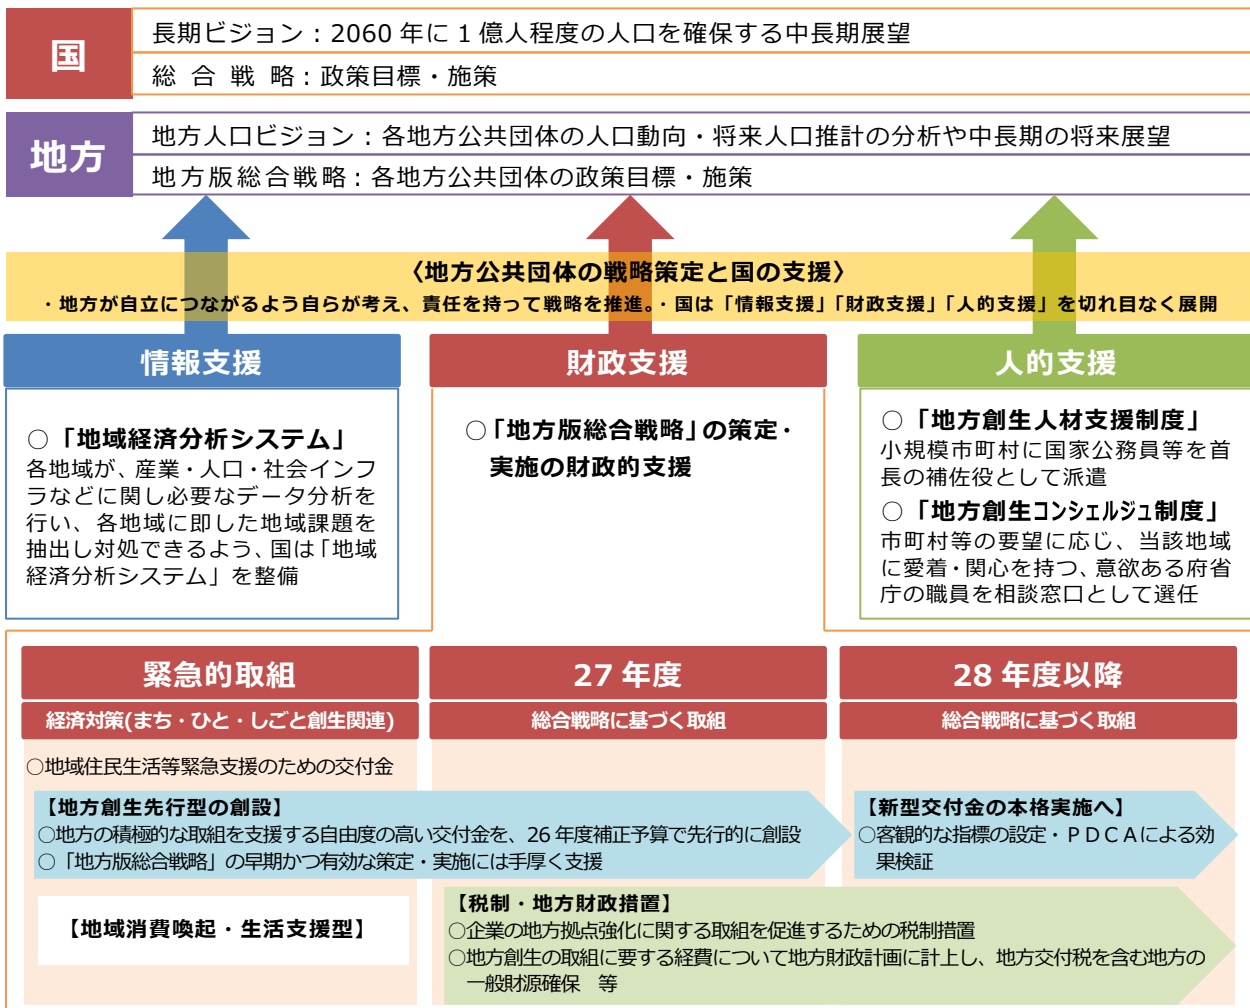 国
長期ビジョン：2060 年に 1 億人程度の人口を確保する中長期展望
総 合 戦 略：政策目標・施策
地方
地方人口ビジョン：各地方公共団体の人口動向・将来人口推計の分析や中長期の将来展望
地方版総合戦略：各地方公共団体の政策目標・施策
〈地方公共団体の戦略策定と国の支援〉
・地方が自立につながるよう自らが考え、責任を持って戦略を推進。・国は「情報支援」「財政支援」「人的支援」を切れ目なく展開
情報支援
○「地域経済分析システム」
各地域が、産業・人口・社会インフ
ラなどに関し必要なデータ分析を
行い、各地域に即した地域課題を
抽出し対処できるよう、国は「地域
経済分析システム」を整備
財政支援
○「地方版総合戦略」の策定・
実施の財政的支援
人的支援
○「地方創生人材支援制度」
小規模市町村に国家公務員等を首
長の補佐役として派遣
○「地方創生コンシェルジュ制度」
市町村等の要望に応じ、当該地域
に愛着・関心を持つ、意欲ある府省
庁の職員を相談窓口として選任
緊急的取組
経済対策(まち・ひと・しごと創生関連)
27 年度
総合戦略に基づく取組
28 年度以降
総合戦略に基づく取組
○地域住民生活等緊急支援のための交付金
【地方創生先行型の創設】
○地方の積極的な取組を支援する自由度の高い交付金を、26 年度補正予算で先行的に創設
○「地方版総合戦略」の早期かつ有効な策定・実施には手厚く支援
【新型交付金の本格実施へ】
○客観的な指標の設定・ＰＤＣＡによる効
果検証
【地域消費喚起・生活支援型】
【税制・地方財政措置】
○企業の地方拠点強化に関する取組を促進するための税制措置
○地方創生の取組に要する経費について地方財政計画に計上し、地方交付税を含む地方の
一般財源確保　等